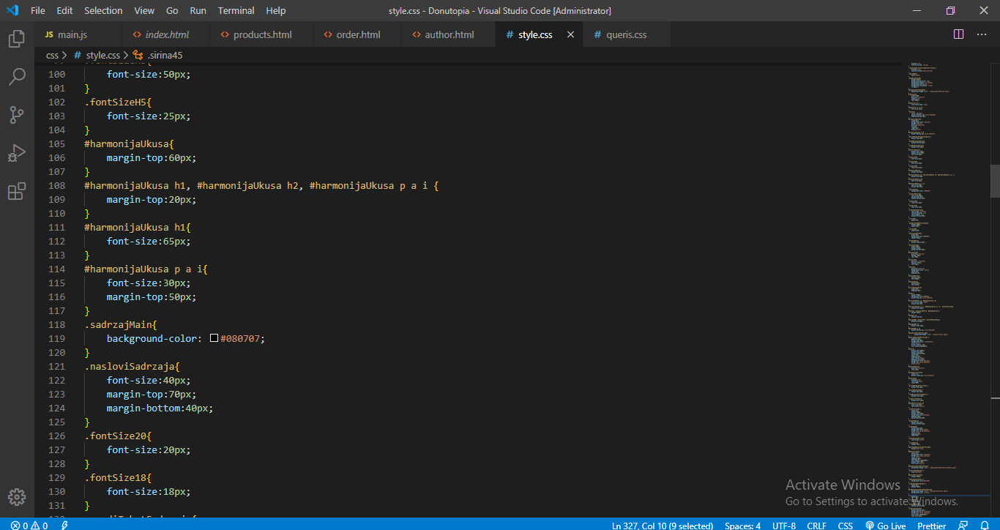 File Edit Selection View Go Run Terminal Help style.css - Donutopia - Visual Studio Code [Administrator]
JS main.js <> index.html <> products.html <> order.html <> author.html # style.css # queris.css
css > # style.css > .sirina45
100 font-size:50px;
101 }
102 .fontSizeH5{
103 font-size:25px;
104 }
105 #harmonijaUkusa{
106 margin-top:60px;
107 }
108 #harmonijaUkusa h1, #harmonijaUkusa h2, #harmonijaUkusa p a i {
109 margin-top:20px;
110 }
111 #harmonijaUkusa h1{
112 font-size:65px;
113 }
114 #harmonijaUkusa p a i{
115 font-size:30px;
116 margin-top:50px;
117 }
118 .sadrzajMain{
119 background-color: #080707;
120 }
121 .nasloviSadrzaja{
122 font-size:40px;
123 margin-top:70px;
124 margin-bottom:40px;
125 }
126 .fontSize20{
127 font-size:20px;
128 }
129 .fontSize18{
130 font-size:18px;
131 }
Activate Windows
Go to Settings to activate Windows.
0 0 Ln 327, Col 10 (9 selected) Spaces: 4 UTF-8 CRLF CSS Go Live Prettier